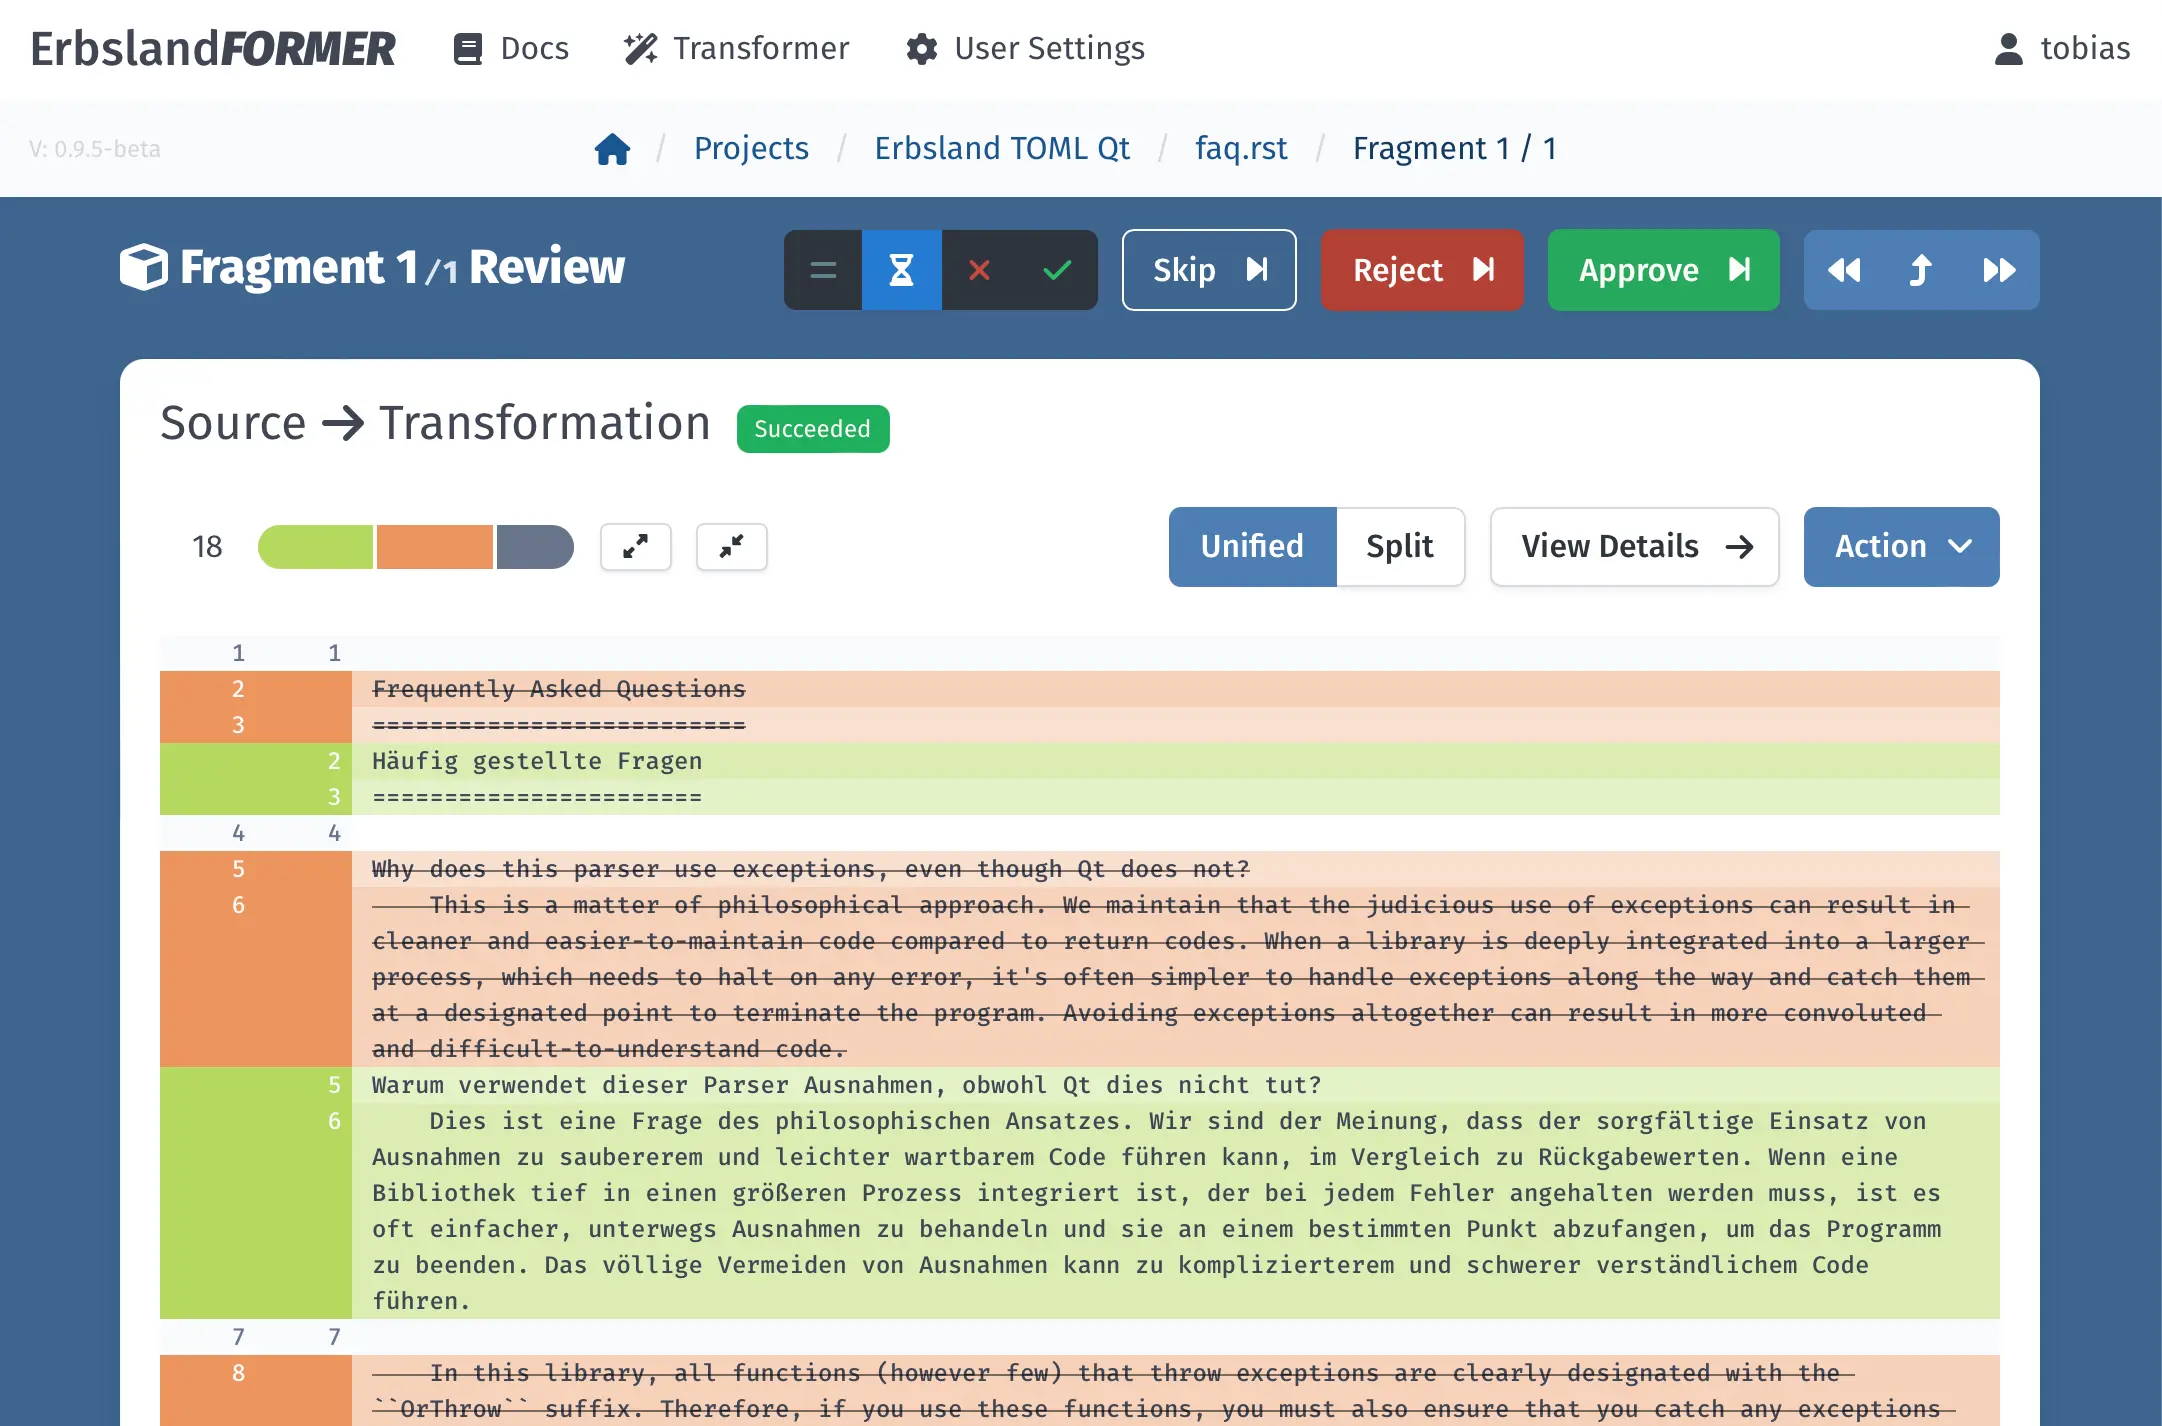 ErbslandFORMER Docs Transformer User Settings tobias
V: 0.9.5-beta / Projects / Erbsland TOML Qt / faq.rst / Fragment 1 / 1
Fragment 1 /1 Review Skip Reject Approve
Source → Transformation Succeeded
18 Unified Split View Details → Action
1 1
2 Frequently Asked Questions
3 ==========================
2 Häufig gestellte Fragen
3 =======================
4 4
5 Why does this parser use exceptions, even though Qt does not?
6 This is a matter of philosophical approach. We maintain that the judicious use of exceptions can result in
cleaner and easier-to-maintain code compared to return codes. When a library is deeply integrated into a larger
process, which needs to halt on any error, it's often simpler to handle exceptions along the way and catch them
at a designated point to terminate the program. Avoiding exceptions altogether can result in more convoluted
and difficult-to-understand code.
5 Warum verwendet dieser Parser Ausnahmen, obwohl Qt dies nicht tut?
6 Dies ist eine Frage des philosophischen Ansatzes. Wir sind der Meinung, dass der sorgfältige Einsatz von
Ausnahmen zu saubererem und leichter wartbarem Code führen kann, im Vergleich zu Rückgabewerten. Wenn eine
Bibliothek tief in einen größeren Prozess integriert ist, der bei jedem Fehler angehalten werden muss, ist es
oft einfacher, unterwegs Ausnahmen zu behandeln und sie an einem bestimmten Punkt abzufangen, um das Programm
zu beenden. Das völlige Vermeiden von Ausnahmen kann zu komplizierterem und schwerer verständlichem Code
führen.
7 7
8 In this library, all functions (however few) that throw exceptions are clearly designated with the
``OrThrow`` suffix. Therefore, if you use these functions, you must also ensure that you catch any exceptions